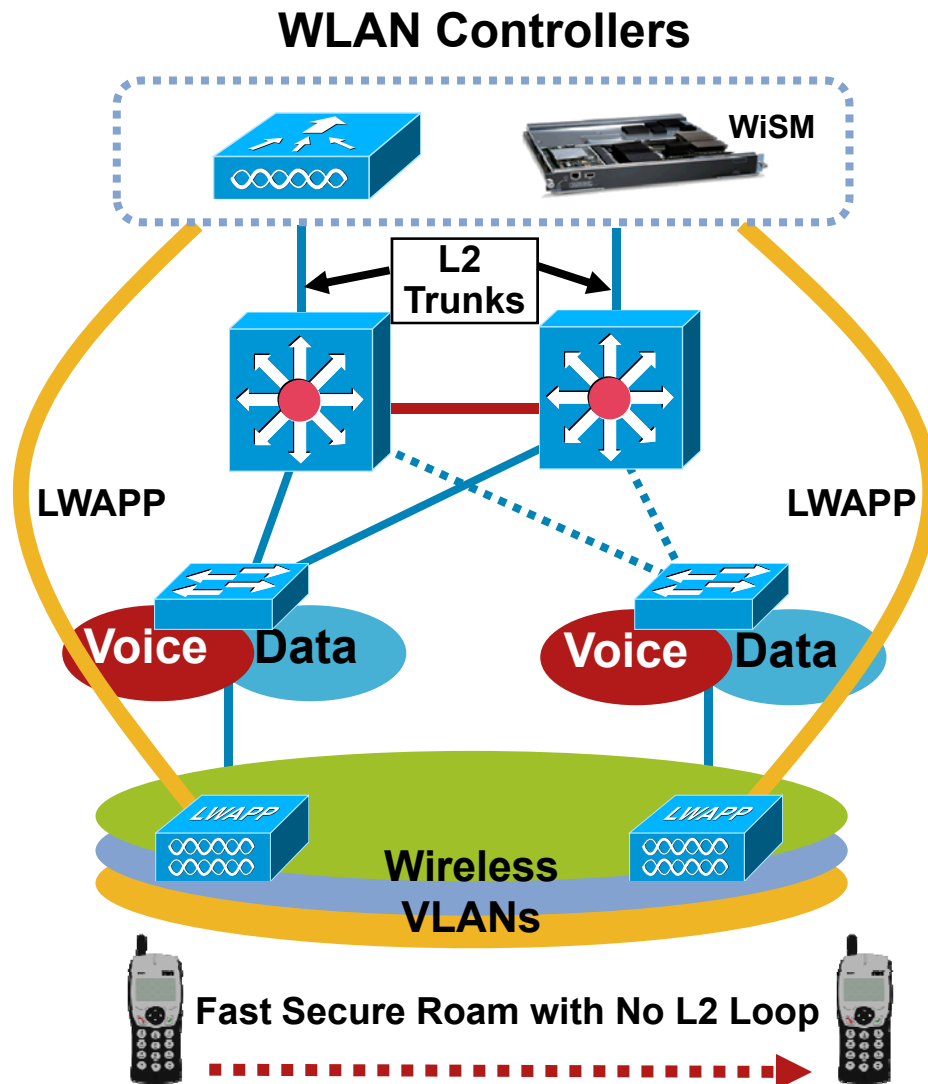 WLAN Controllers
WiSM
L2
Trunks
LWAPP
LWAPP
Voice
Data
Voice
Data
LWAPP
LWAPP
Wireless
VLANs
Fast Secure Roam with No L2 Loop